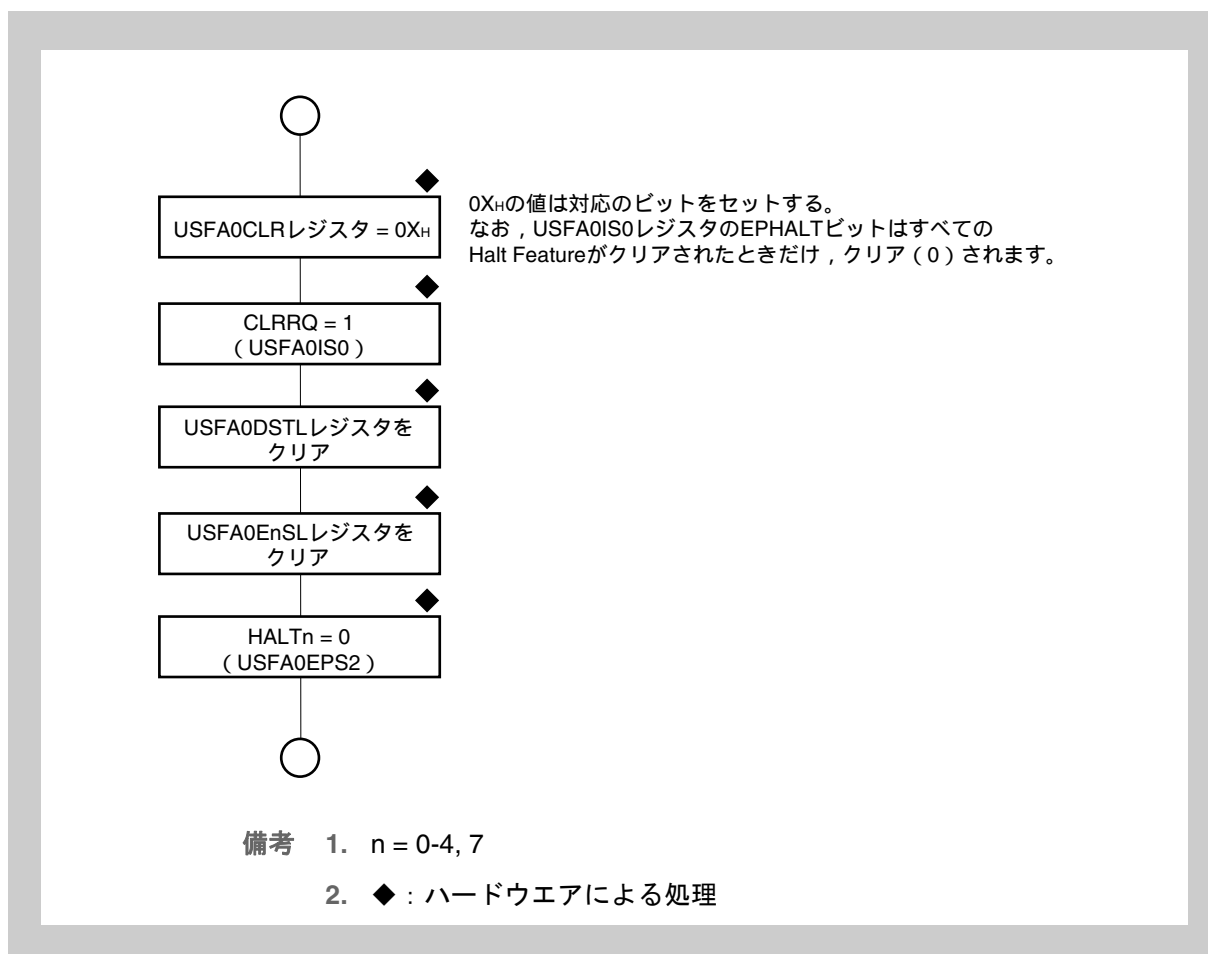 USFA0CLRレジスタ = 0XH
0XHの値は対応のビットをセットする。
なお，USFA0IS0レジスタのEPHALTビットはすべての
Halt Featureがクリアされたときだけ，クリア（0）されます。
CLRRQ = 1
（USFA0IS0）
USFA0DSTLレジスタを
クリア
USFA0EnSLレジスタを
クリア
HALTn = 0
（USFA0EPS2）
備考 1. n = 0-4, 7
2. ◆：ハードウエアによる処理